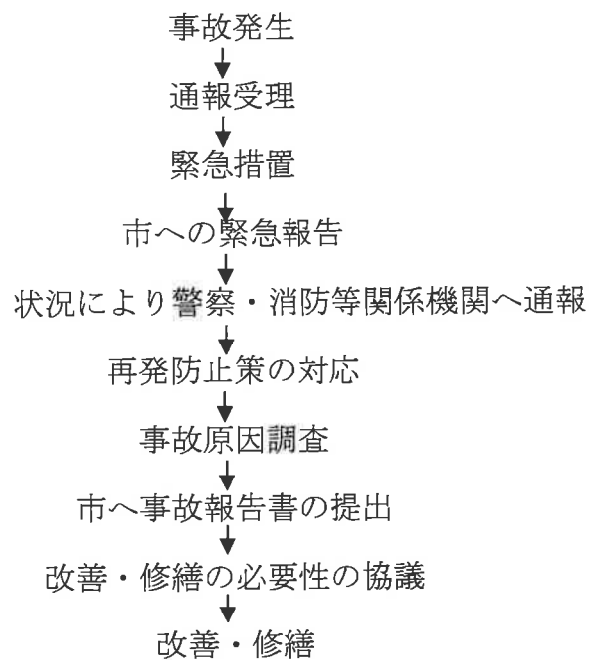 事故発生
通報受理
緊急措置
市への緊急報告
状況により警察・消防等関係機関へ通報
再発防止策の対応
事故原因調査
市へ事故報告書の提出
改善・修繕の必要性の協議
改善・修繕